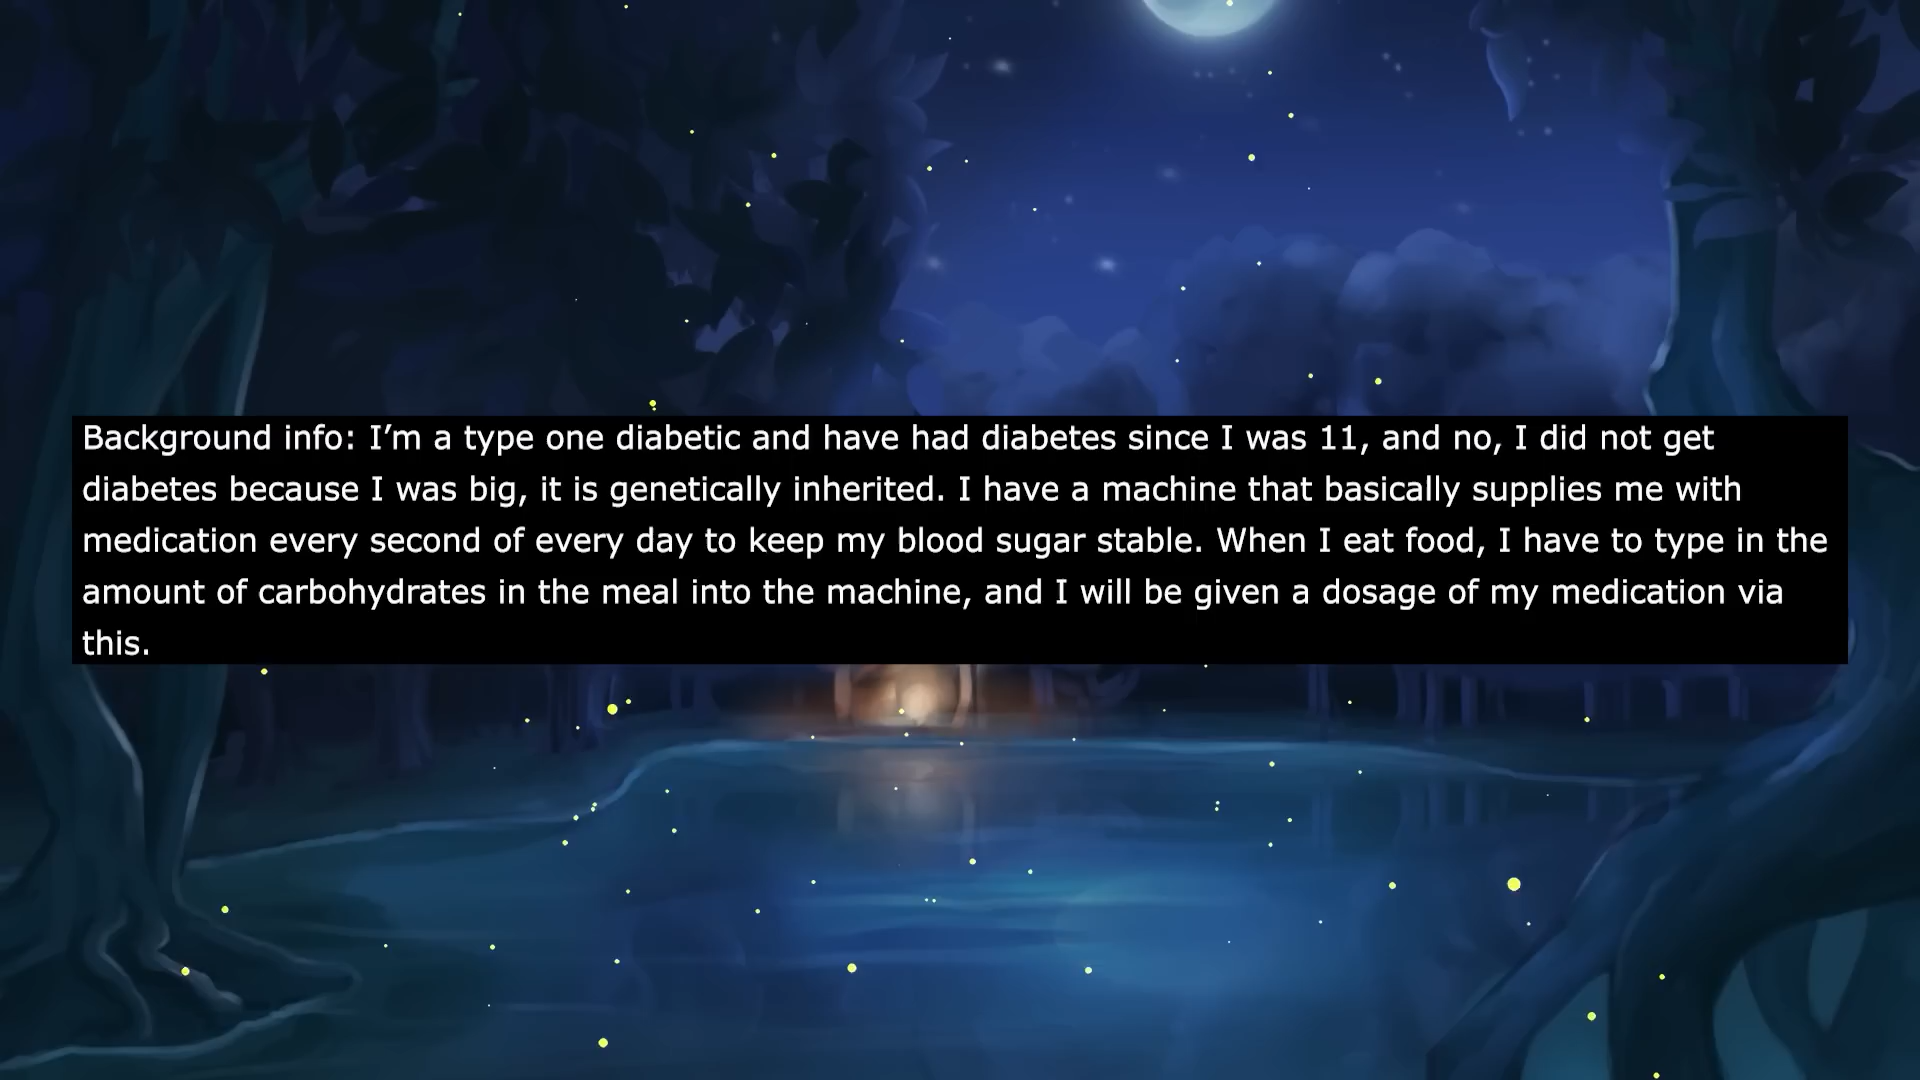 Background info: I’m a type one diabetic and have had diabetes since I was 11, and no, I did not get
diabetes because I was big, it is genetically inherited. I have a machine that basically supplies me with
medication every second of every day to keep my blood sugar stable. When I eat food, I have to type in the
amount of carbohydrates in the meal into the machine, and I will be given a dosage of my medication via
this.